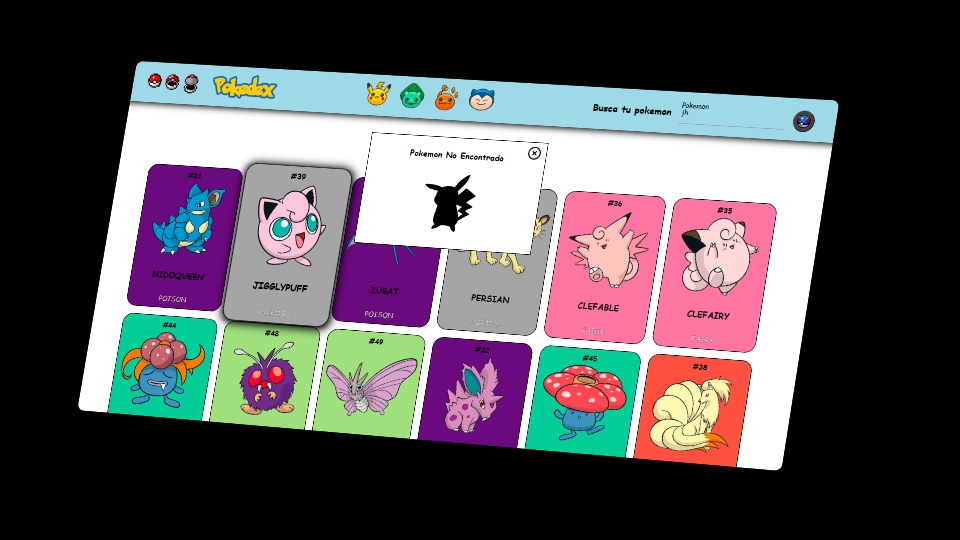 Pokedex
Busca tu pokemon
Pokemon
jh
Pokemon No Encontrado
#31
NIDOQUEEN
POISON
#39
JIGGLYPUFF
NORMAL
ZUBAT
POISON
PERSIAN
NORMAL
#36
CLEFABLE
FAIRY
#35
CLEFAIRY
FAIRY
#44
#48
#49
#32
#45
#38